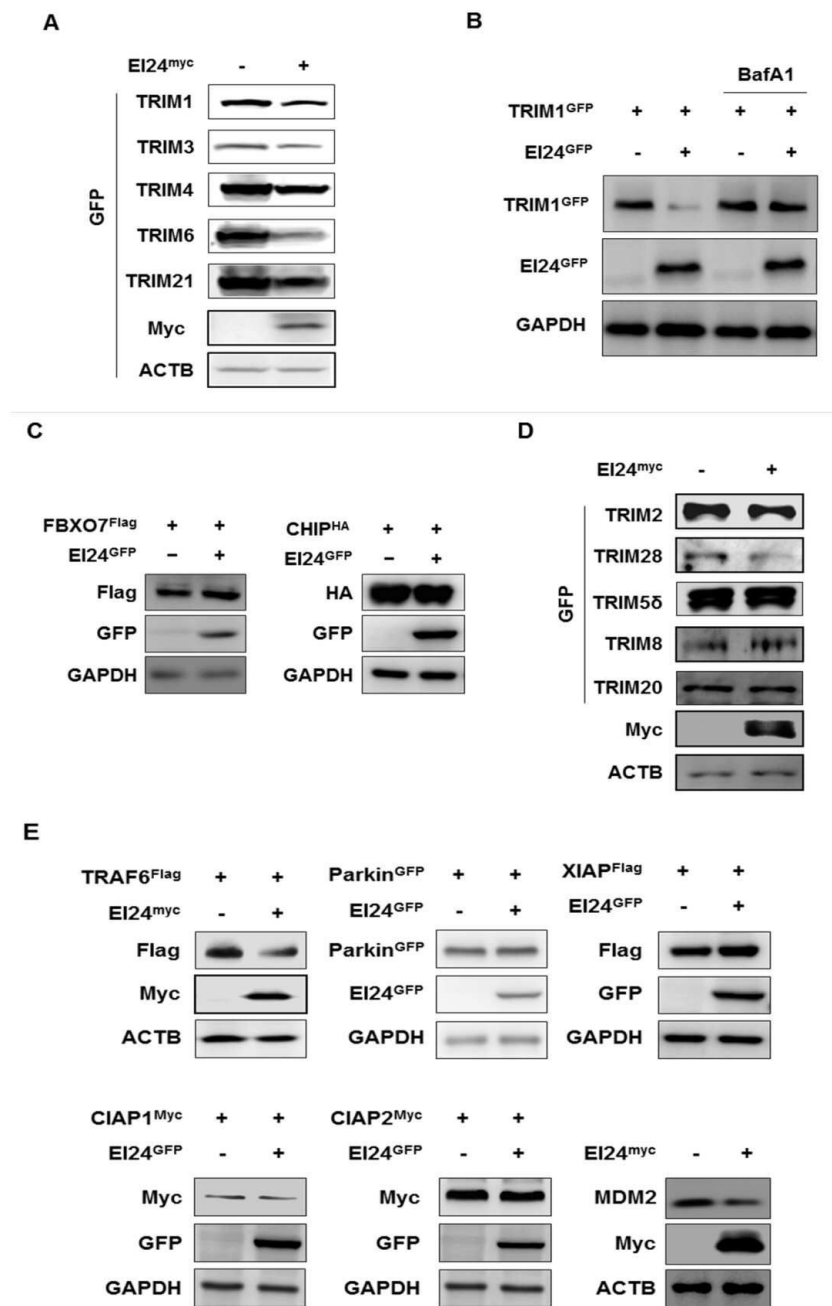 A
EI24myc - +
GFP
TRIM1
TRIM3
TRIM4
TRIM6
TRIM21
Myc
ACTB
B
BafA1
TRIM1GFP + + + +
EI24GFP - + - +
TRIM1GFP
EI24GFP
GAPDH
C
FBXO7Flag + +
EI24GFP – +
Flag
GFP
GAPDH
CHIPHA + +
EI24GFP – +
HA
GFP
GAPDH
D
EI24myc - +
GFP
TRIM2
TRIM28
TRIM5δ
TRIM8
TRIM20
Myc
ACTB
E
TRAF6Flag + +
EI24myc - +
Flag
Myc
ACTB
ParkinGFP + +
EI24GFP - +
ParkinGFP
EI24GFP
GAPDH
XIAPFlag + +
EI24GFP - +
Flag
GFP
GAPDH
CIAP1Myc + +
EI24GFP - +
Myc
GFP
GAPDH
CIAP2Myc + +
EI24GFP - +
Myc
GFP
GAPDH
EI24myc - +
MDM2
Myc
ACTB